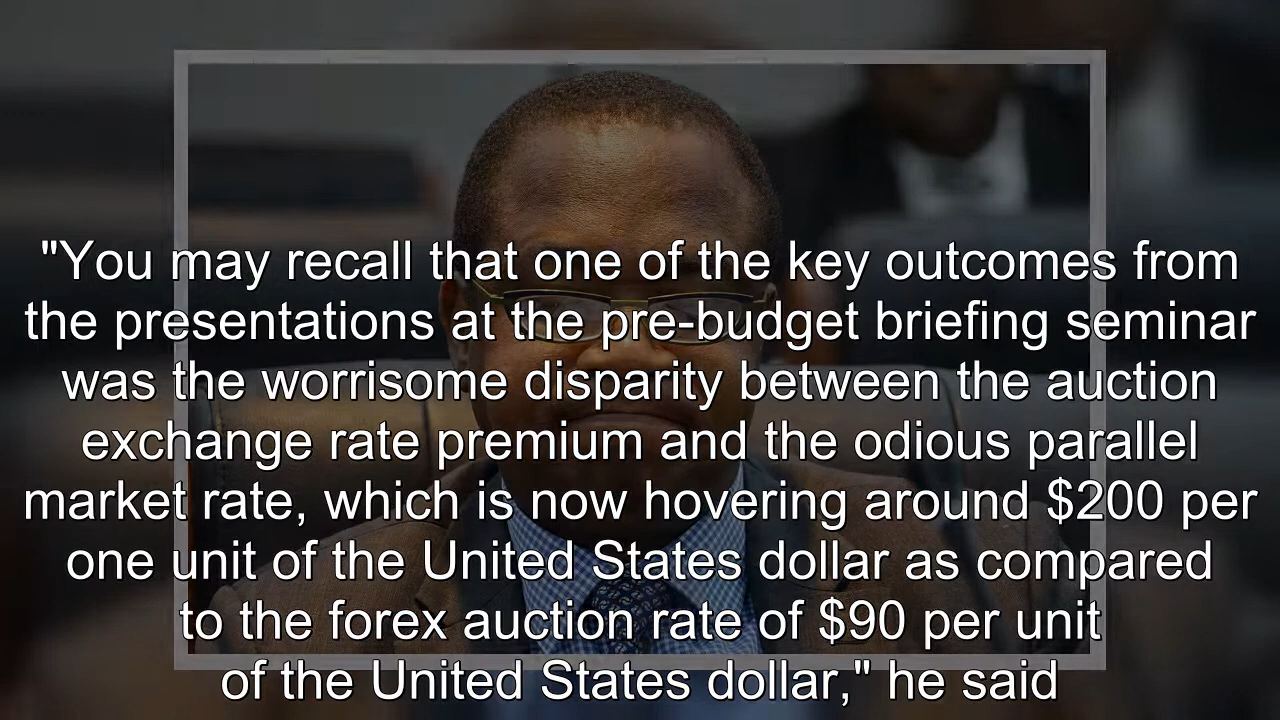 "You may recall that one of the key outcomes from
the presentations at the pre-budget briefing seminar
was the worrisome disparity between the auction
exchange rate premium and the odious parallel
market rate, which is now hovering around $200 per
one unit of the United States dollar as compared
to the forex auction rate of $90 per unit
of the United States dollar," he said